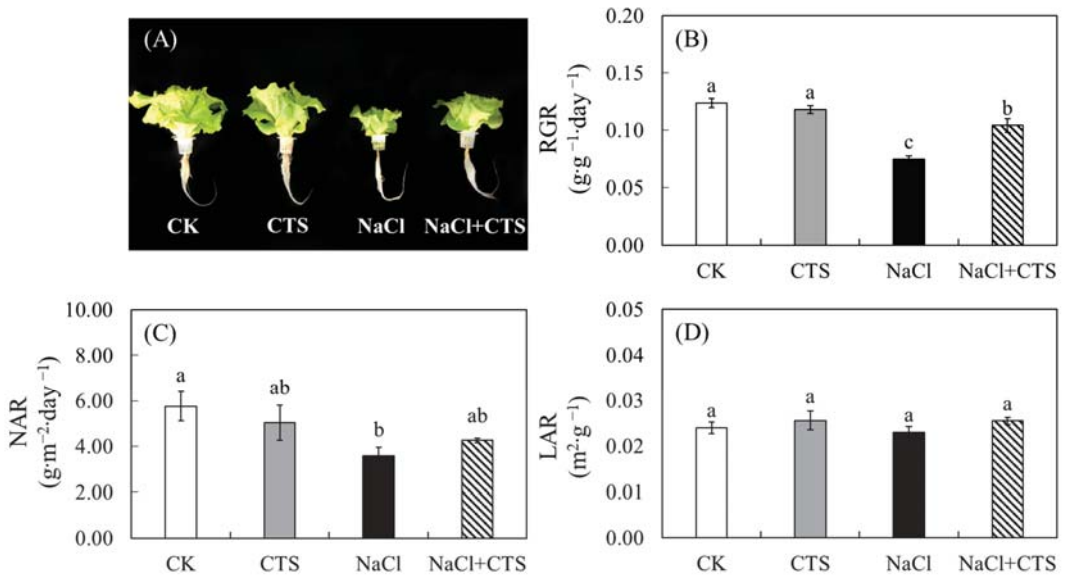 (A)
CK CTS NaCl NaCl+CTS
(B)
RGR
(g·g⁻¹·day⁻¹)
0.20
0.15
0.10
0.05
0.00
a a c b
CK CTS NaCl NaCl+CTS
(C)
NAR
(g·m⁻²·day⁻¹)
10.00
8.00
6.00
4.00
2.00
0.00
a ab b ab
CK CTS NaCl NaCl+CTS
(D)
LAR
(m²·g⁻¹)
0.05
0.04
0.03
0.02
0.01
0.00
a a a a
CK CTS NaCl NaCl+CTS